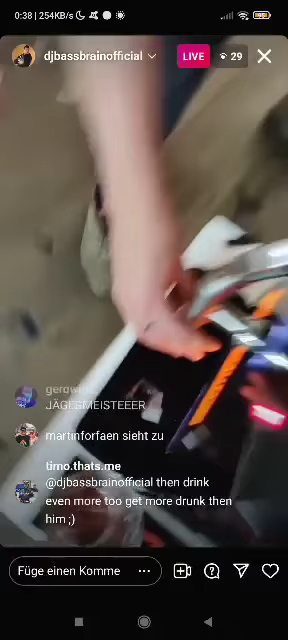 0:38 | 254KB/s
djbassbrainofficial
LIVE
29
JÄGERMEISTEEER
martinforfaen sieht zu
timo.thats.me
@djbassbrainofficial then drink
even more too get more drunk then
him ;)
Füge einen Komme